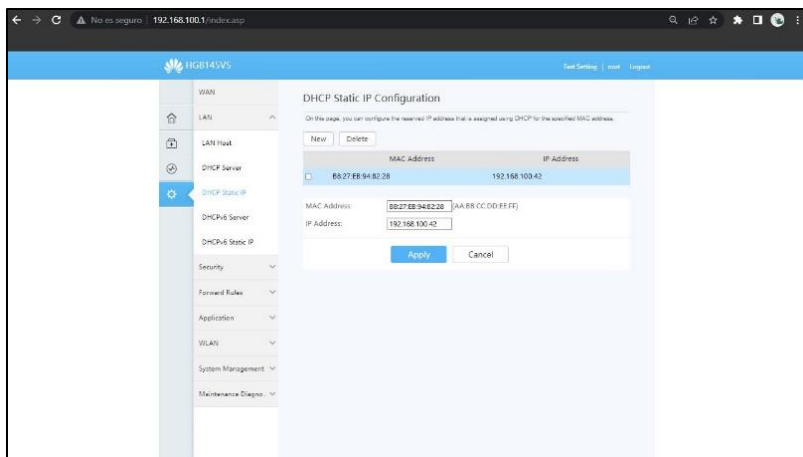 No es seguro | 192.168.100.1/index.asp
HG8145V5
Fast Setting | root Logout
WAN
LAN
LAN Host
DHCP Server
DHCP Static IP
DHCPv6 Server
DHCPv6 Static IP
Security
Forward Rules
Application
WLAN
System Management
Maintenance Diagno.
DHCP Static IP Configuration
On this page, you can configure the reserved IP address that is assigned using DHCP for the specified MAC address.
New Delete
MAC Address IP Address
B8:27:EB:94:82:28 192.168.100.42
MAC Address: B8:27:EB:94:82:28 (AA:BB:CC:DD:EE:FF)
IP Address: 192.168.100.42
Apply Cancel